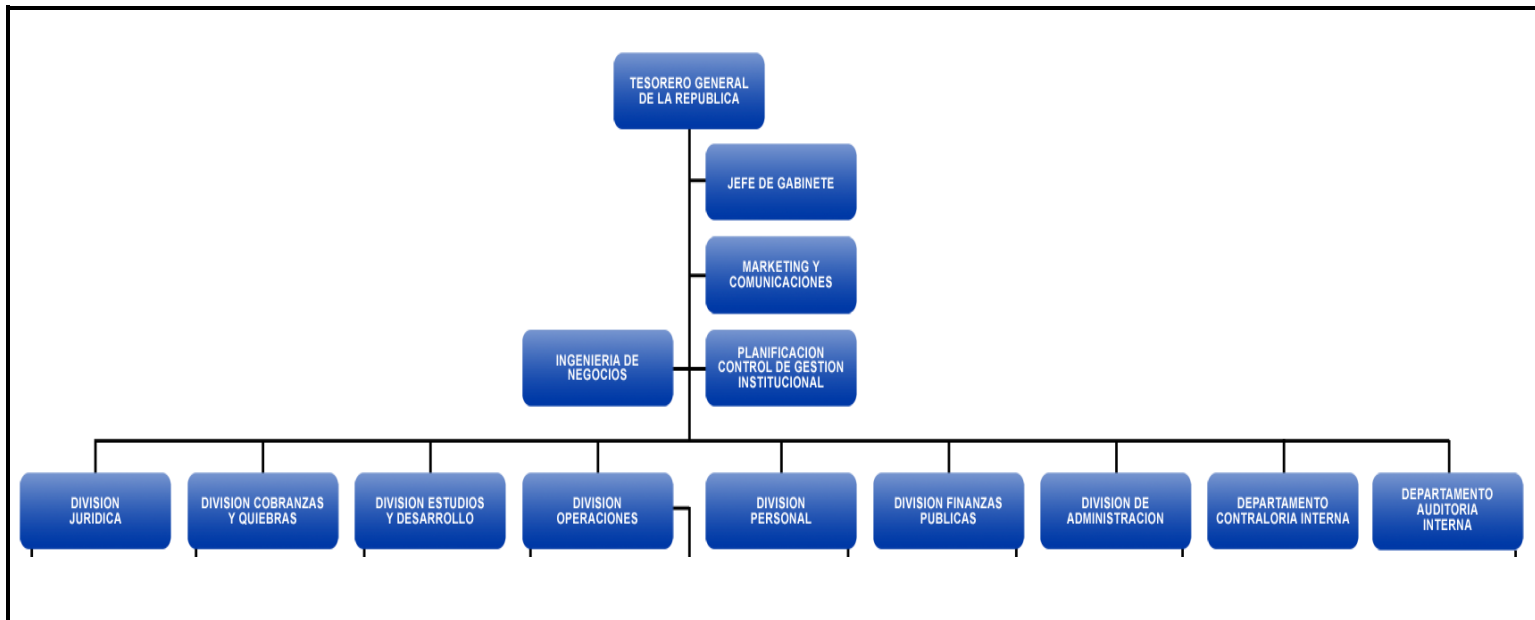 TESORERO GENERAL
DE LA REPUBLICA
JEFE DE GABINETE
MARKETING Y
COMUNICACIONES
INGENIERIA DE
NEGOCIOS
PLANIFICACION
CONTROL DE GESTION
INSTITUCIONAL
DIVISION
JURIDICA
DIVISION COBRANZAS
Y QUIEBRAS
DIVISION ESTUDIOS
Y DESARROLLO
DIVISION
OPERACIONES
DIVISION
PERSONAL
DIVISION FINANZAS
PUBLICAS
DIVISION DE
ADMINISTRACION
DEPARTAMENTO
CONTRALORIA INTERNA
DEPARTAMENTO
AUDITORIA
INTERNA